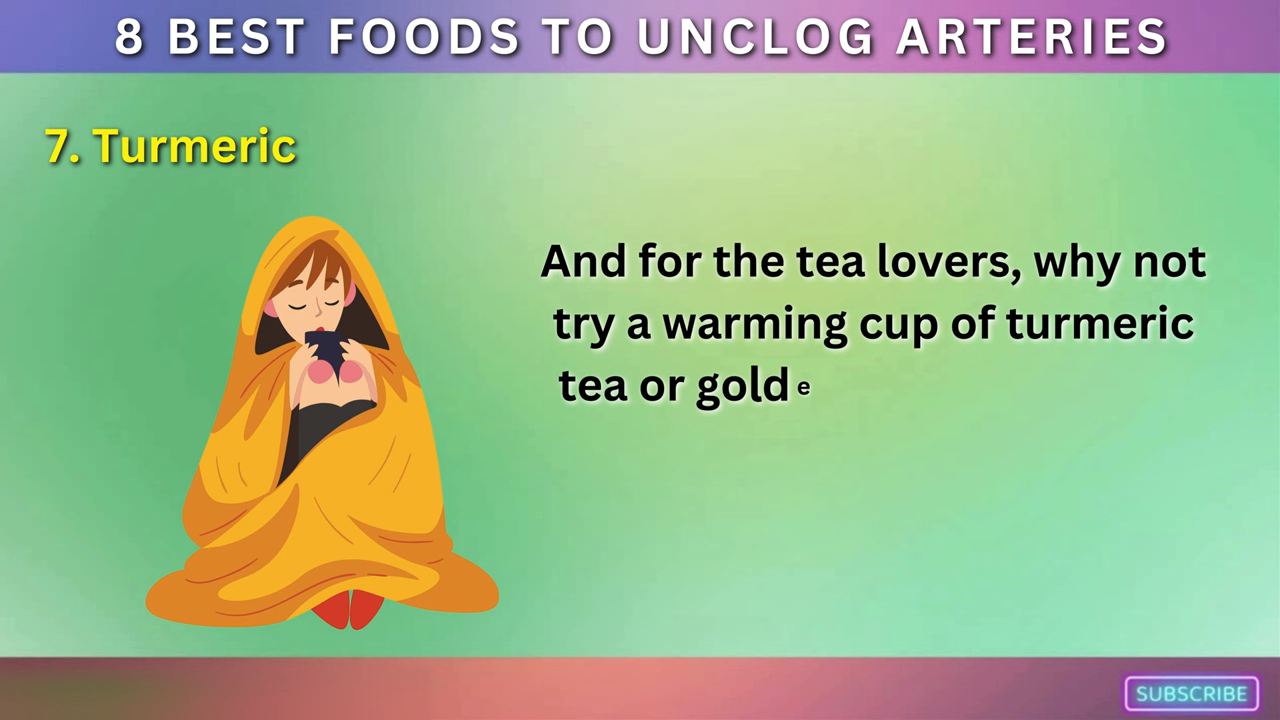 8 BEST FOODS TO UNCLOG ARTERIES
7. Turmeric
And for the tea lovers, why not
try a warming cup of turmeric
tea or golde
SUBSCRIBE